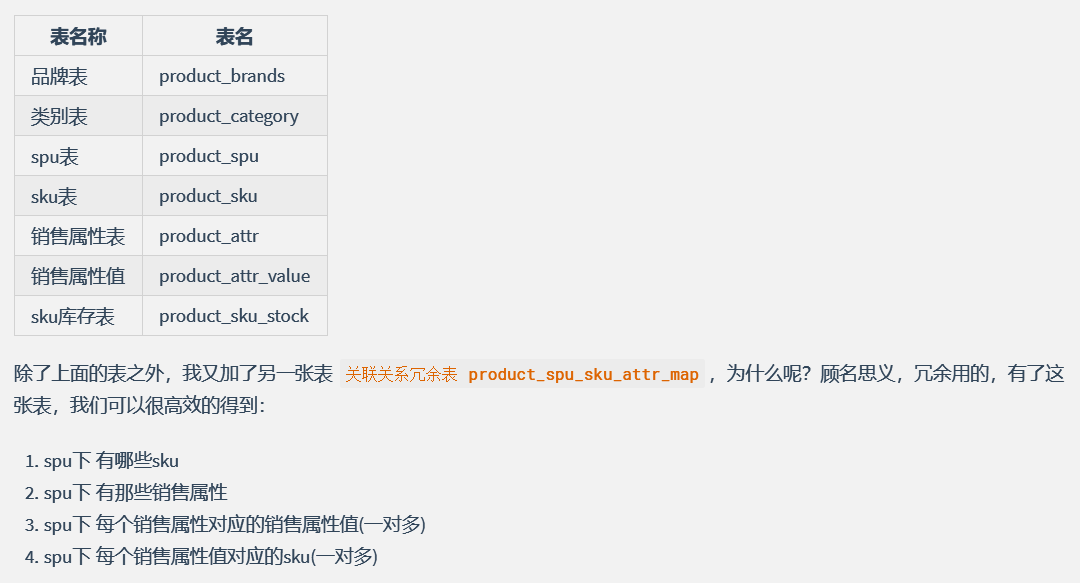 表名称 表名
品牌表 product_brands
类别表 product_category
spu表 product_spu
sku表 product_sku
销售属性表 product_attr
销售属性值 product_attr_value
sku库存表 product_sku_stock
除了上面的表之外，我又加了另一张表 关联关系冗余表 product_spu_sku_attr_map ，为什么呢？顾名思义，冗余用的，有了这
张表，我们可以很高效的得到：
1. spu下 有哪些sku
2. spu下 有那些销售属性
3. spu下 每个销售属性对应的销售属性值(一对多)
4. spu下 每个销售属性值对应的sku(一对多)